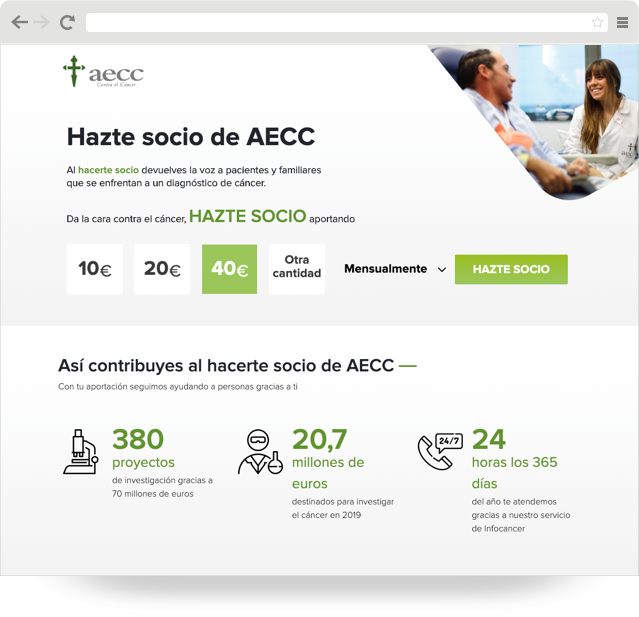 aecc
Contra el Cáncer
Hazte socio de AECC
Al hacerte socio devuelves la voz a pacientes y familiares
que se enfrentan a un diagnóstico de cáncer.
Da la cara contra el cáncer, HAZTE SOCIO aportando
10€
20€
40€
Otra
cantidad
Mensualmente
HAZTE SOCIO
Así contribuyes al hacerte socio de AECC —
Con tu aportación seguimos ayudando a personas gracias a ti
380
proyectos
de investigación gracias a
70 millones de euros
20,7
millones de
euros
destinados para investigar
el cáncer en 2019
24/7
24
horas los 365
días
del año te atendemos
gracias a nuestro servicio
de Infocancer